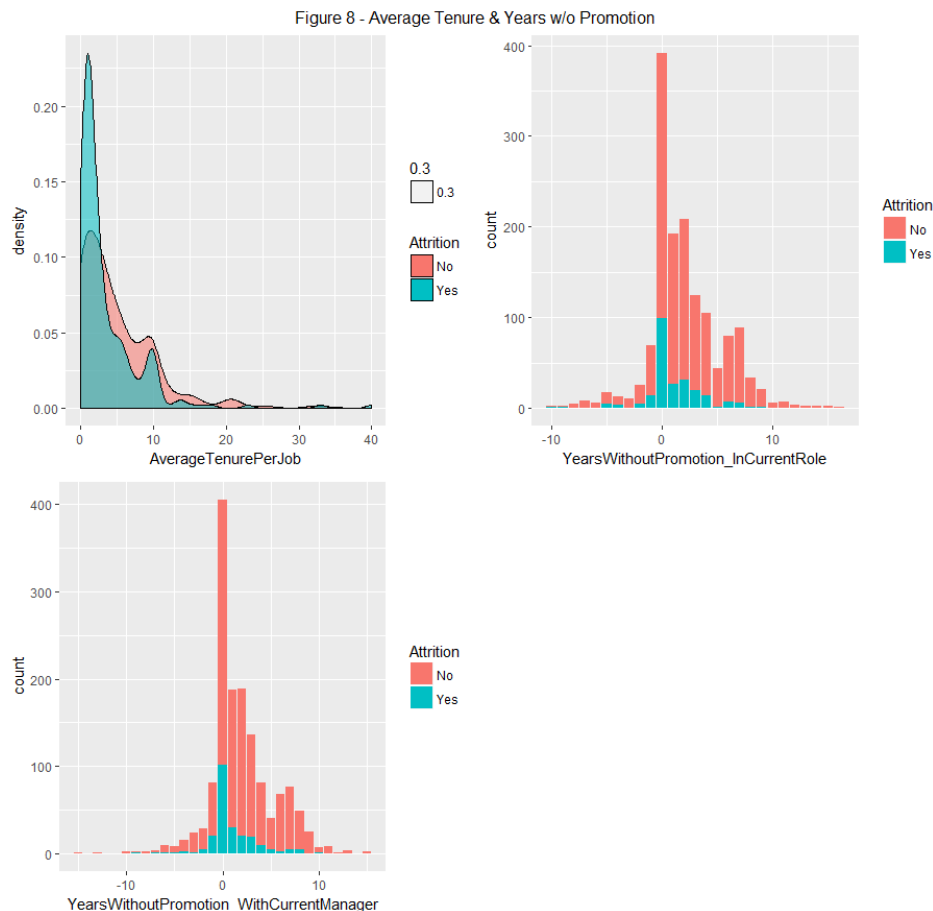 Figure 8 - Average Tenure & Years w/o Promotion
0.20
0.15
0.10
0.05
0.00
density
0 10 20 30 40
AverageTenurePerJob
0.3
0.3
Attrition
No
Yes
400
300
200
100
0
count
-10 0 10
YearsWithoutPromotion_InCurrentRole
Attrition
No
Yes
400
300
200
100
0
count
-10 0 10
YearsWithoutPromotion_WithCurrentManager
Attrition
No
Yes